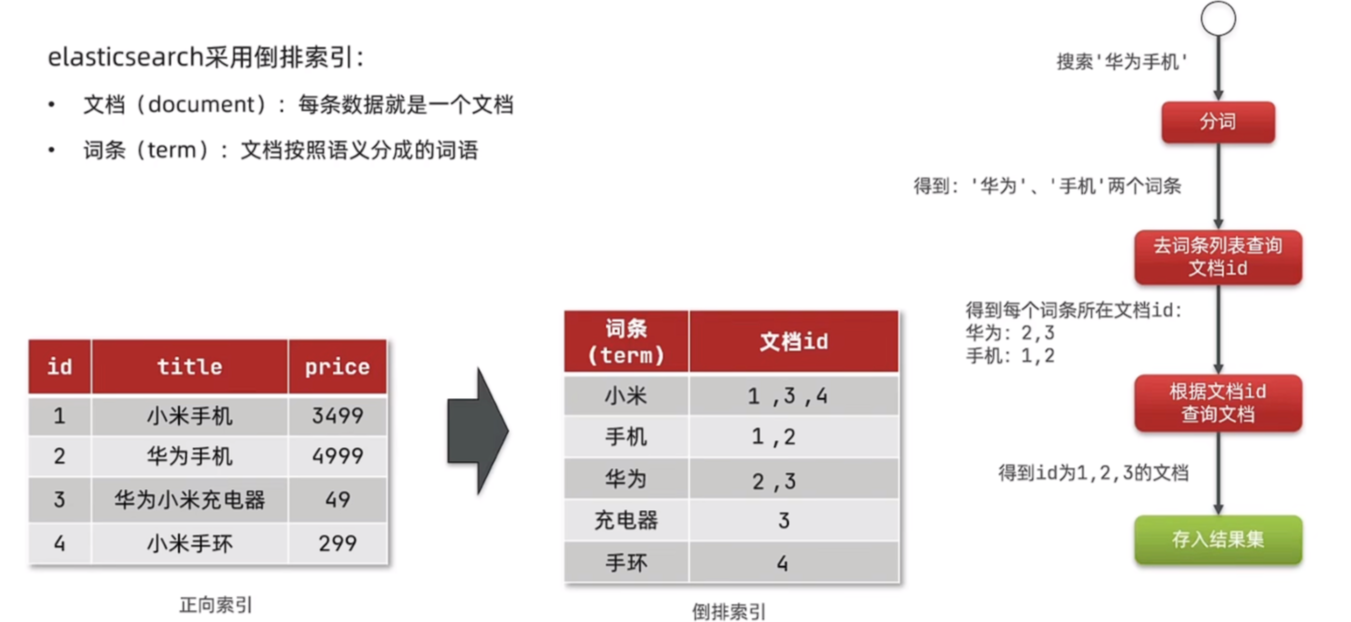 elasticsearch采用倒排索引：
• 文档（document）：每条数据就是一个文档
• 词条（term）：文档按照语义分成的词语
id title price
1 小米手机 3499
2 华为手机 4999
3 华为小米充电器 49
4 小米手环 299
正向索引
词条 文档id
(term)
小米 1 ,3 ,4
手机 1,2
华为 2 ,3
充电器 3
手环 4
倒排索引
搜索'华为手机'
分词
得到：'华为'、'手机'两个词条
去词条列表查询
文档id
得到每个词条所在文档id：
华为：2,3
手机：1,2
根据文档id
查询文档
得到id为1,2,3的文档
存入结果集